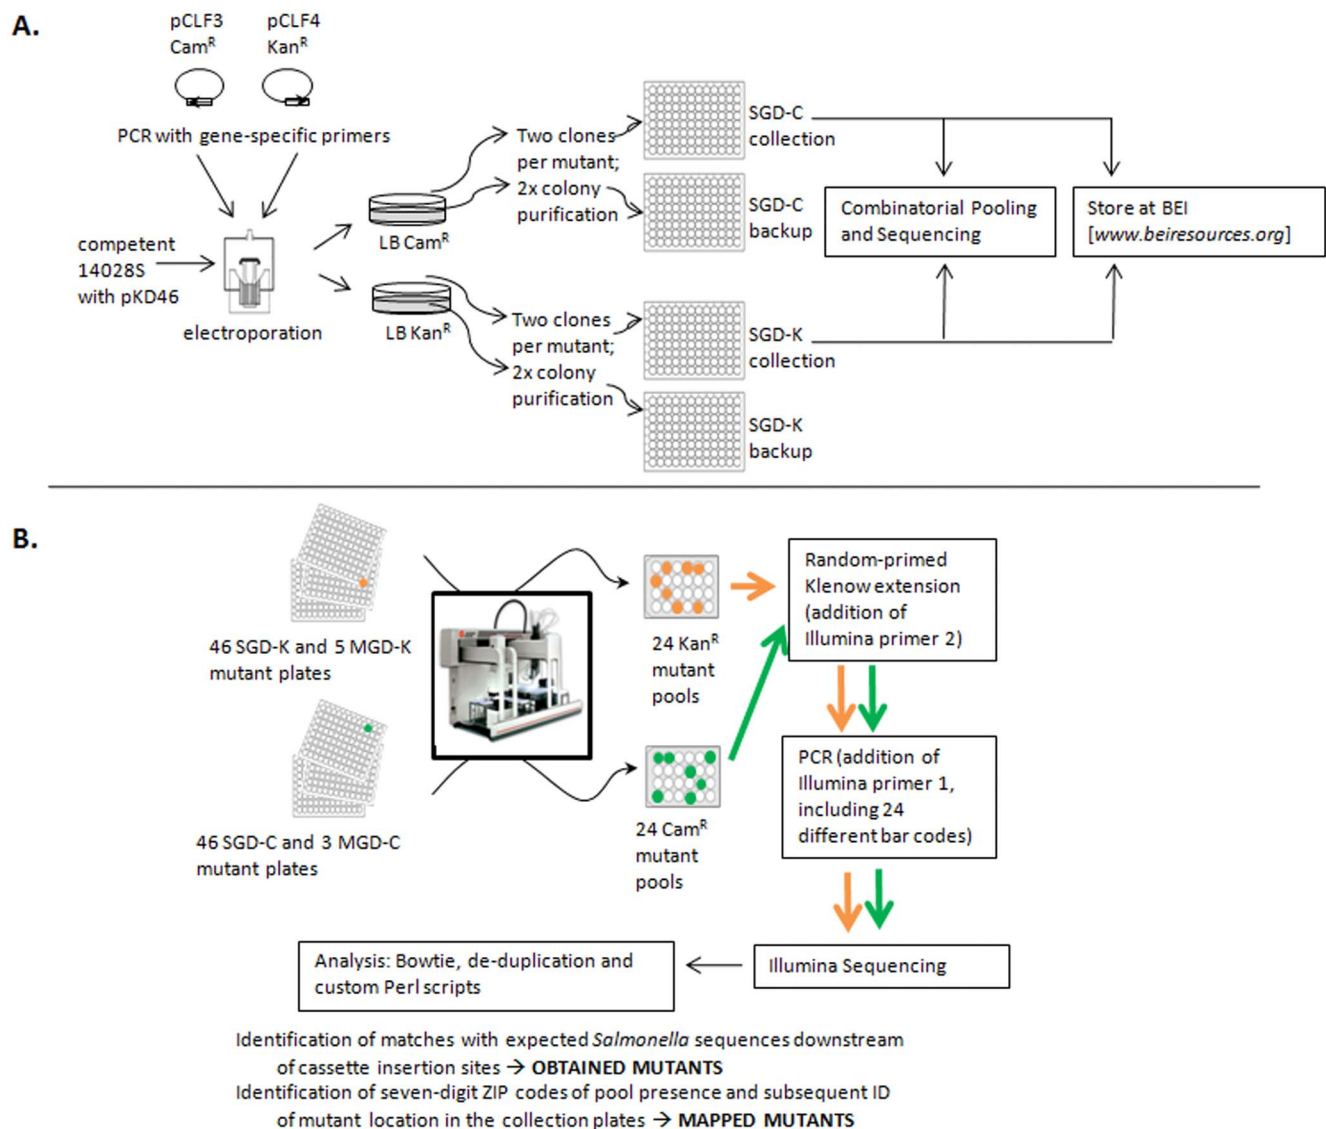 A.
pCLF3
Cam^R
pCLF4
Kan^R
PCR with gene-specific primers
competent
14028S
with pKD46
electroporation
LB Cam^R
LB Kan^R
Two clones
per mutant;
2x colony
purification
Two clones
per mutant;
2x colony
purification
SGD-C
collection
SGD-C
backup
SGD-K
collection
SGD-K
backup
Combinatorial Pooling
and Sequencing
Store at BEI
[www.beiresources.org]
B.
46 SGD-K and 5 MGD-K
mutant plates
46 SGD-C and 3 MGD-C
mutant plates
24 Kan^R
mutant
pools
24 Cam^R
mutant
pools
Random-primed
Klenow extension
(addition of
Illumina primer 2)
PCR (addition of
Illumina primer 1,
including 24
different bar codes)
Illumina Sequencing
Analysis: Bowtie, de-duplication and
custom Perl scripts
Identification of matches with expected Salmonella sequences downstream
of cassette insertion sites → OBTAINED MUTANTS
Identification of seven-digit ZIP codes of pool presence and subsequent ID
of mutant location in the collection plates → MAPPED MUTANTS